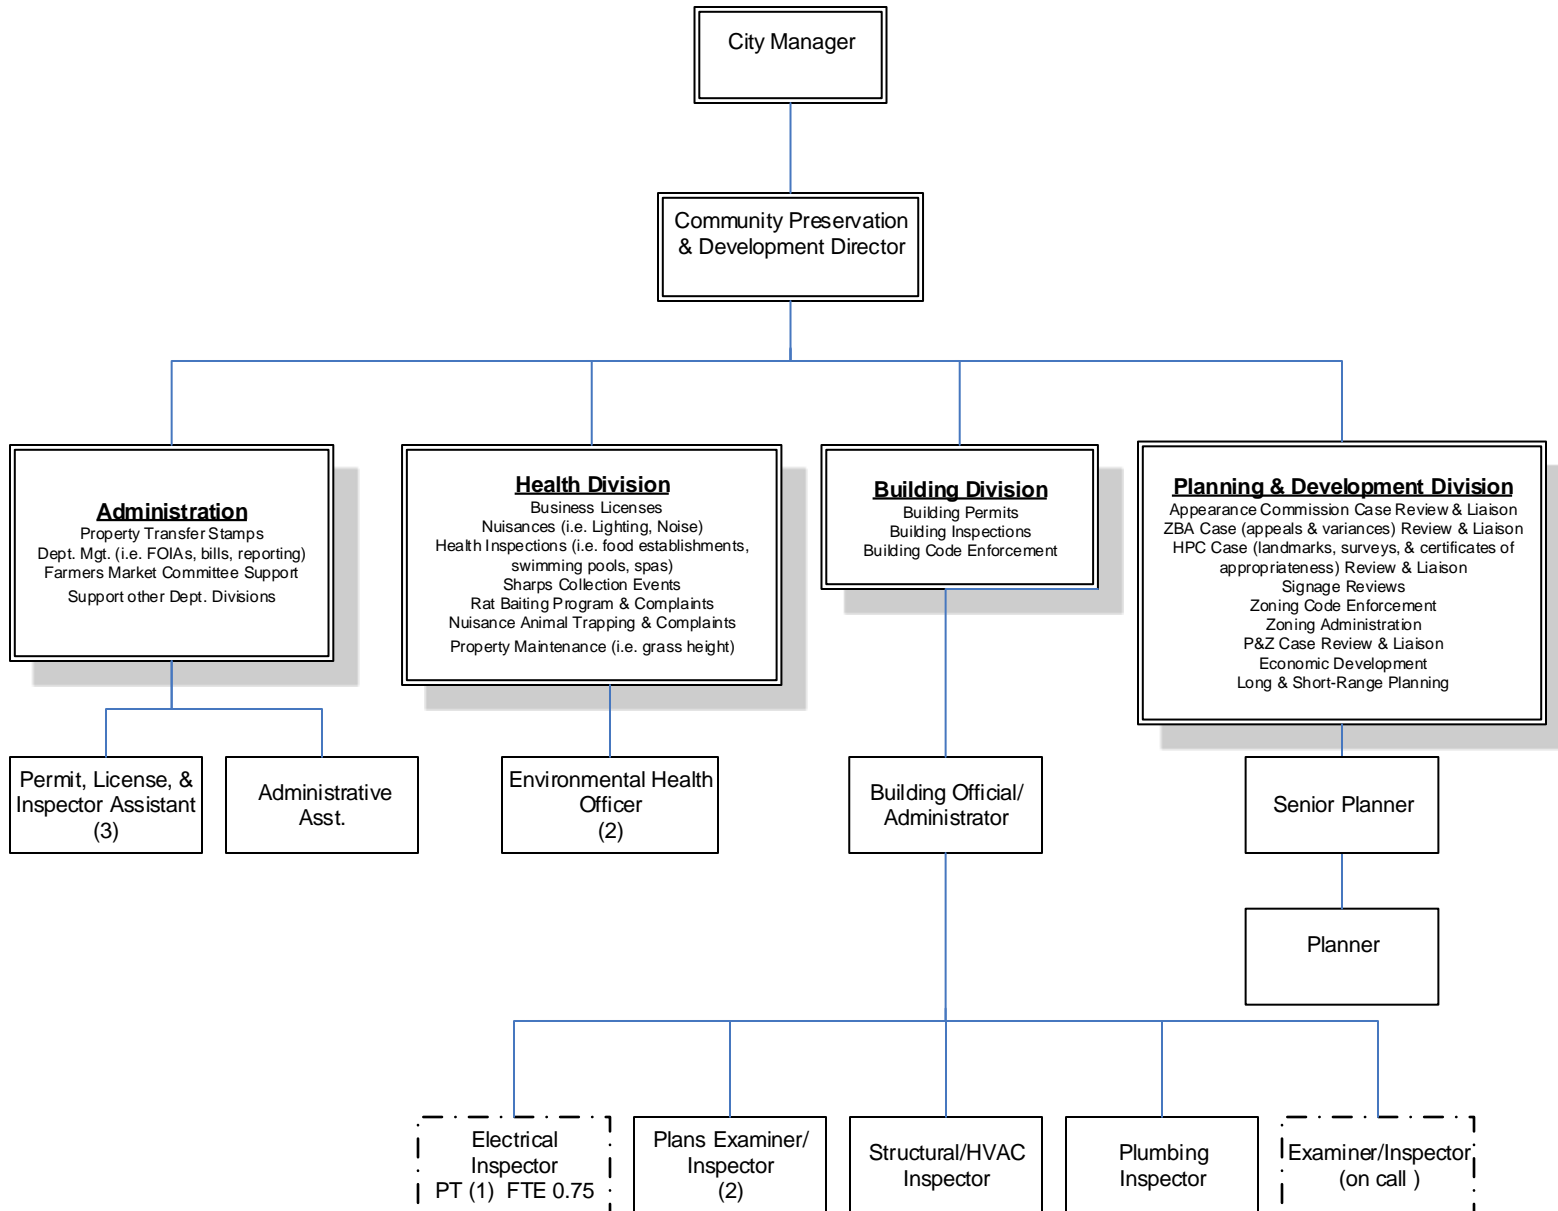 City Manager
Community Preservation
& Development Director
Administration
Property Transfer Stamps
Dept. Mgt. (i.e. FOIAs, bills, reporting)
Farmers Market Committee Support
Support other Dept. Divisions
Health Division
Business Licenses
Nuisances (i.e. Lighting, Noise)
Health Inspections (i.e. food establishments,
swimming pools, spas)
Sharps Collection Events
Rat Baiting Program & Complaints
Nuisance Animal Trapping & Complaints
Property Maintenance (i.e. grass height)
Building Division
Building Permits
Building Inspections
Building Code Enforcement
Planning & Development Division
Appearance Commission Case Review & Liaison
ZBA Case (appeals & variances) Review & Liaison
HPC Case (landmarks, surveys, & certificates of
appropriateness) Review & Liaison
Signage Reviews
Zoning Code Enforcement
Zoning Administration
P&Z Case Review & Liaison
Economic Development
Long & Short-Range Planning
Permit, License, &
Inspector Assistant
(3)
Administrative
Asst.
Environmental Health
Officer
(2)
Building Official/
Administrator
Senior Planner
Planner
Electrical
Inspector
PT (1) FTE 0.75
Plans Examiner/
Inspector
(2)
Structural/HVAC
Inspector
Plumbing
Inspector
Examiner/Inspector
(on call )